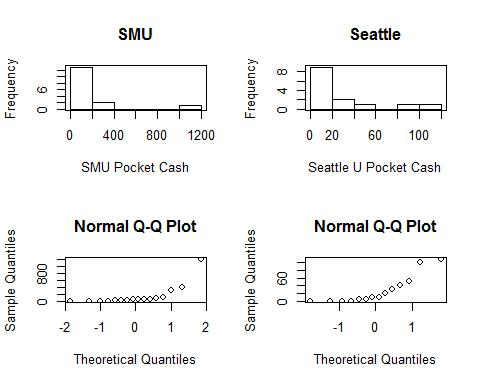 SMU
Frequency
6
0
0 400 800 1200
SMU Pocket Cash
Seattle
Frequency
8
4
0
0 20 60 100
Seattle U Pocket Cash
Normal Q-Q Plot
Sample Quantiles
800
0
-2 -1 0 1 2
Theoretical Quantiles
Normal Q-Q Plot
Sample Quantiles
60
0
-1 0 1
Theoretical Quantiles